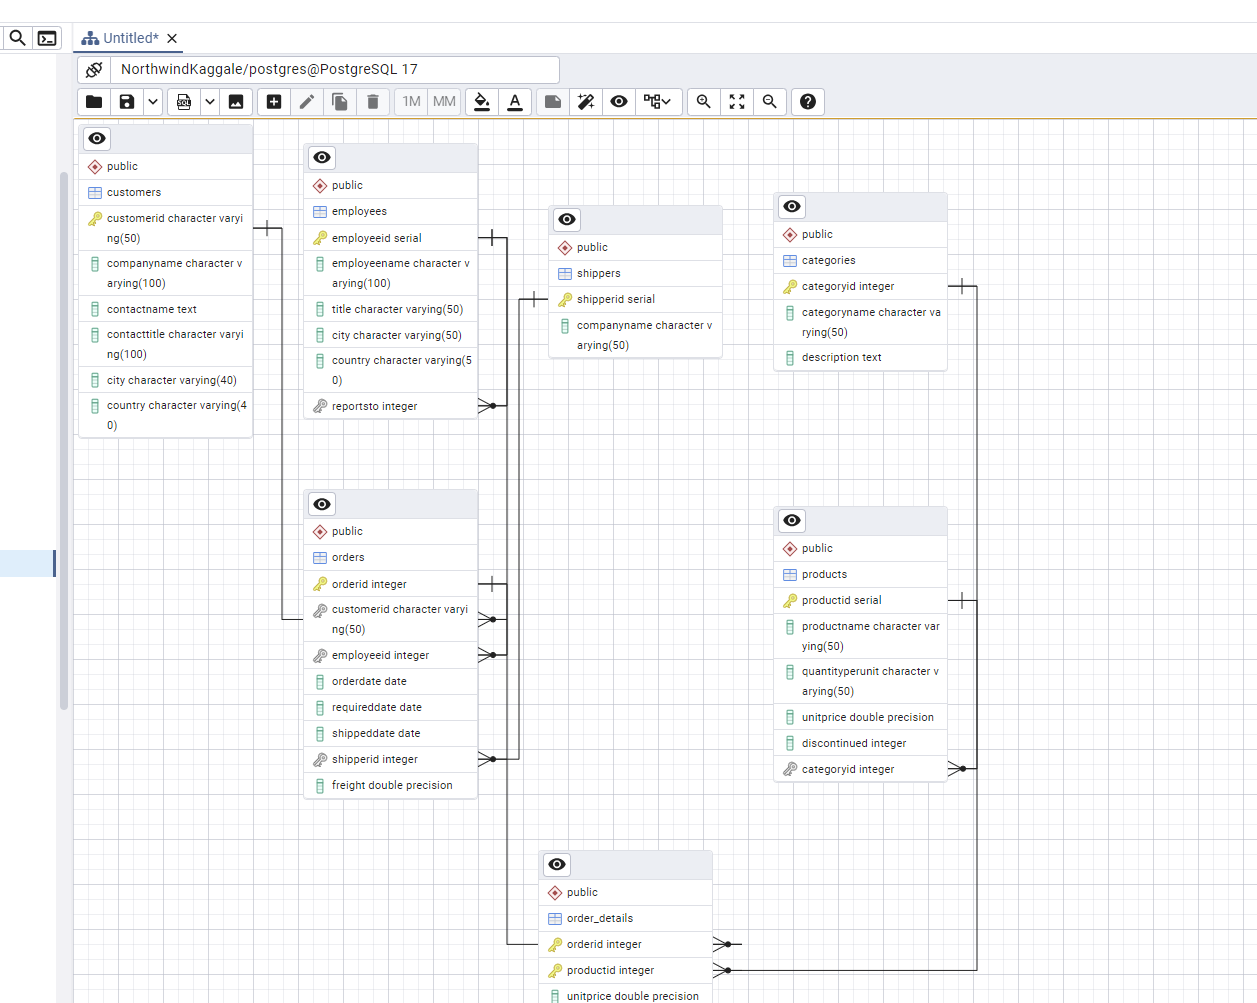 Untitled*
NorthwindKaggale/postgres@PostgreSQL 17
SQL
1M
MM
A
public
customers
customerid character varyi
ng(50)
companyname character v
arying(100)
contactname text
contacttitle character varyi
ng(100)
city character varying(40)
country character varying(4
0)
public
employees
employeeid serial
employeename character v
arying(100)
title character varying(50)
city character varying(50)
country character varying(5
0)
reportsto integer
public
shippers
shipperid serial
companyname character v
arying(50)
public
categories
categoryid integer
categoryname character va
rying(50)
description text
public
orders
orderid integer
customerid character varyi
ng(50)
employeeid integer
orderdate date
requireddate date
shippeddate date
shipperid integer
freight double precision
public
products
productid serial
productname character var
ying(50)
quantityperunit character v
arying(50)
unitprice double precision
discontinued integer
categoryid integer
public
order_details
orderid integer
productid integer
unitprice double precision